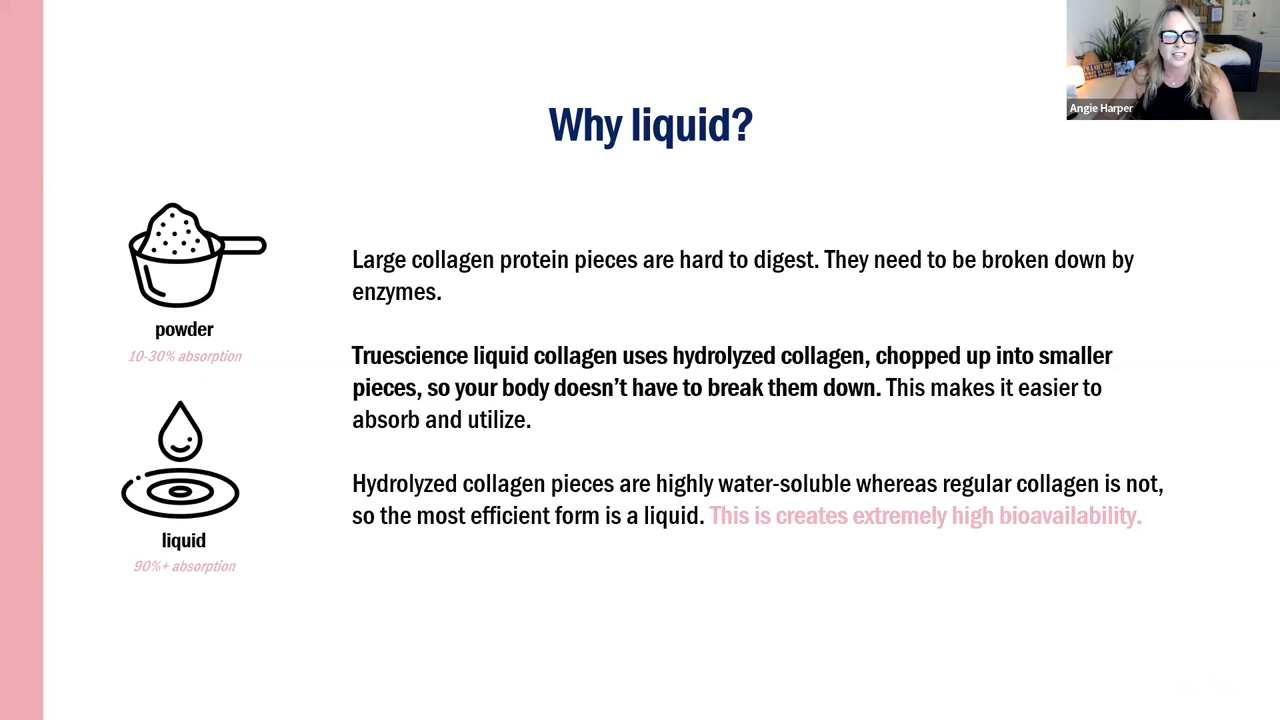 Angie Harper
Why liquid?
powder
10-30% absorption
liquid
90%+ absorption
Large collagen protein pieces are hard to digest. They need to be broken down by
enzymes.
Truescience liquid collagen uses hydrolyzed collagen, chopped up into smaller
pieces, so your body doesn’t have to break them down. This makes it easier to
absorb and utilize.
Hydrolyzed collagen pieces are highly water-soluble whereas regular collagen is not,
so the most efficient form is a liquid. This is creates extremely high bioavailability.